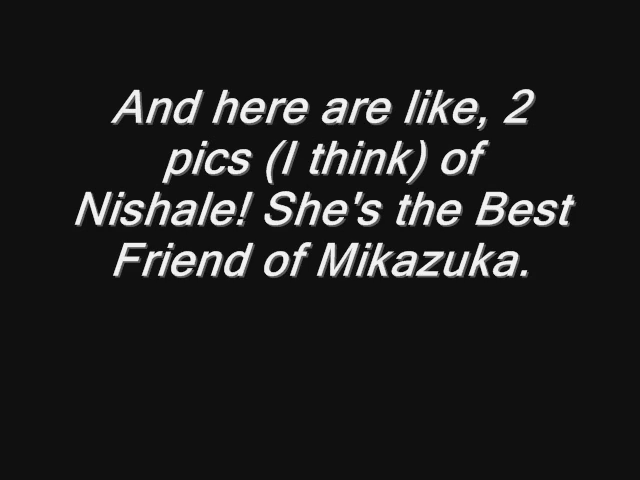 And here are like, 2
pics (I think) of
Nishale! She's the Best
Friend of Mikazuka.